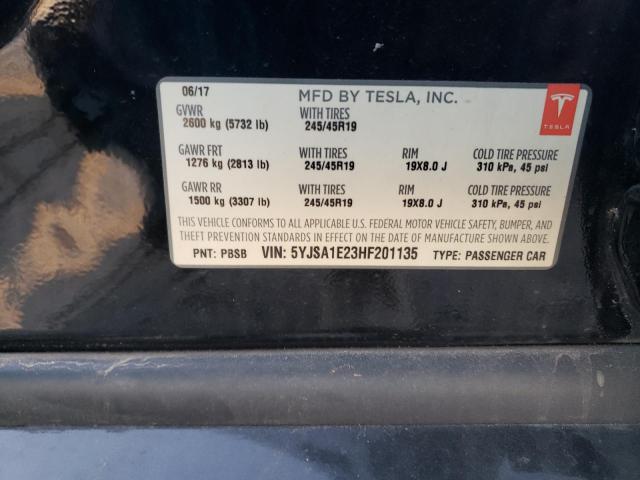 06/17 MFD BY TESLA, INC.
GVWR WITH TIRES
2600 kg (5732 lb) 245/45R19
GAWR FRT WITH TIRES RIM COLD TIRE PRESSURE
1276 kg (2813 lb) 245/45R19 19X8.0 J 310 kPa, 45 psi
GAWR RR WITH TIRES RIM COLD TIRE PRESSURE
1500 kg (3307 lb) 245/45R19 19X8.0 J 310 kPa, 45 psi
THIS VEHICLE CONFORMS TO ALL APPLICABLE U.S. FEDERAL MOTOR VEHICLE SAFETY, BUMPER, AND
THEFT PREVENTION STANDARDS IN EFFECT ON THE DATE OF MANUFACTURE SHOWN ABOVE.
PNT: PBSB VIN: 5YJSA1E23HF201135 TYPE: PASSENGER CAR
TESLA